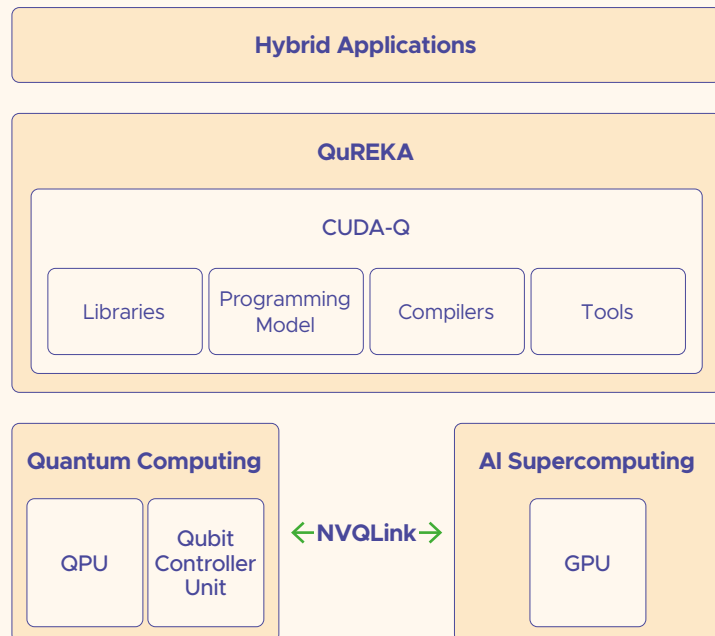 Hybrid Applications
QuREKA
CUDA-Q
Libraries
Programming
Model
Compilers
Tools
Quantum Computing
QPU
Qubit
Controller
Unit
NVQLink
AI Supercomputing
GPU